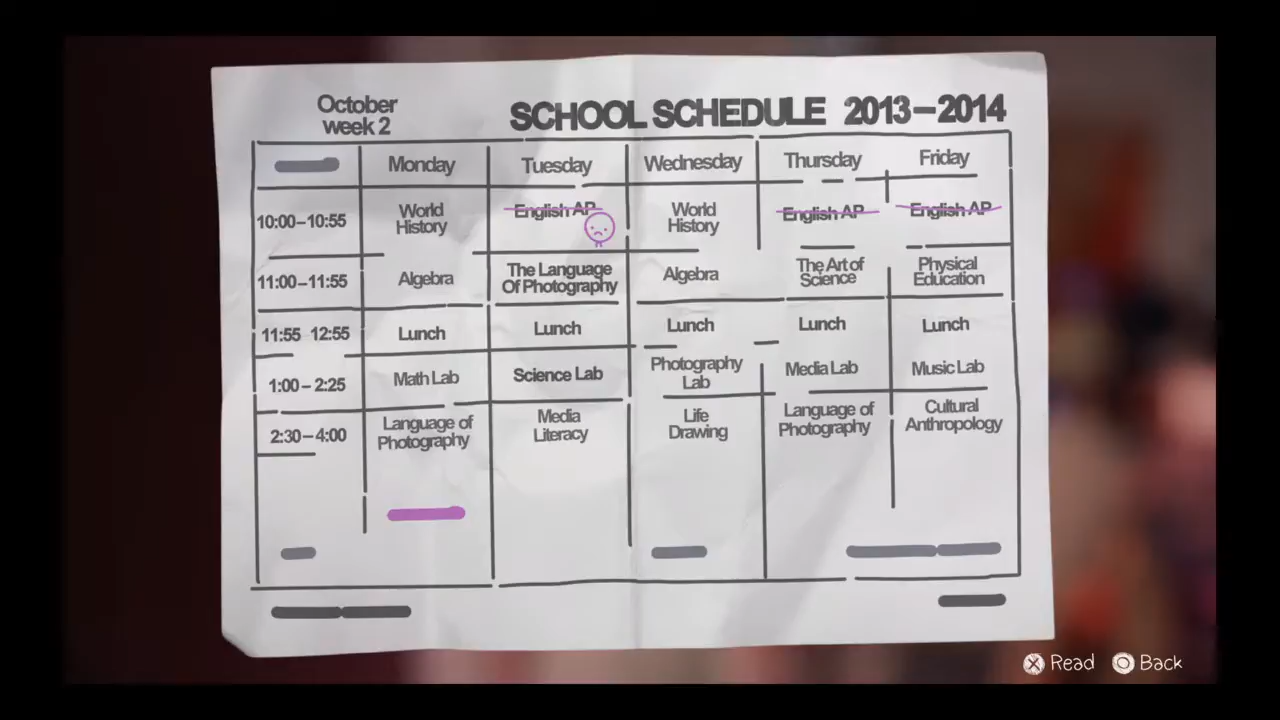 October
week 2
SCHOOL SCHEDULE 2013-2014
Monday Tuesday Wednesday Thursday Friday
10:00-10:55 World History English AP World History English AP English AP
11:00-11:55 Algebra The Language Of Photography Algebra The Art of Science Physical Education
11:55 12:55 Lunch Lunch Lunch Lunch Lunch
1:00-2:25 Math Lab Science Lab Photography Lab Media Lab Music Lab
2:30-4:00 Language of Photography Media Literacy Life Drawing Language of Photography Cultural Anthropology
Read Back